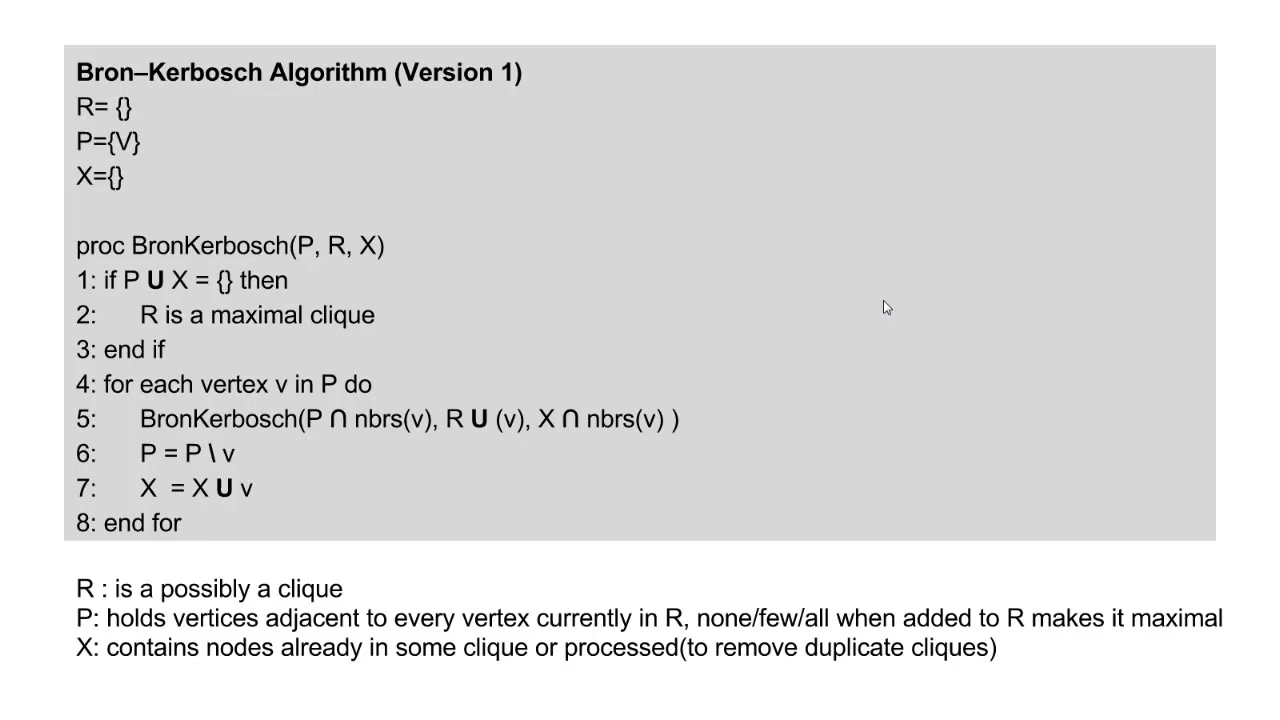 Bron–Kerbosch Algorithm (Version 1)
R= {}
P={V}
X={}
proc BronKerbosch(P, R, X)
1: if P U X = {} then
2: R is a maximal clique
3: end if
4: for each vertex v in P do
5: BronKerbosch(P ∩ nbrs(v), R U (v), X ∩ nbrs(v) )
6: P = P \ v
7: X = X U v
8: end for
R : is a possibly a clique
P: holds vertices adjacent to every vertex currently in R, none/few/all when added to R makes it maximal
X: contains nodes already in some clique or processed(to remove duplicate cliques)